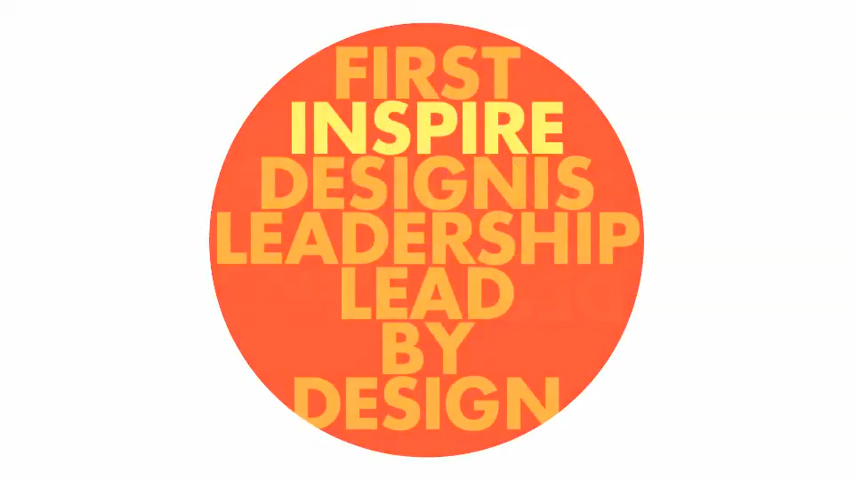 FIRST
INSPIRE
DESIGNIS
LEADERSHIP
LEAD
BY
DESIGN